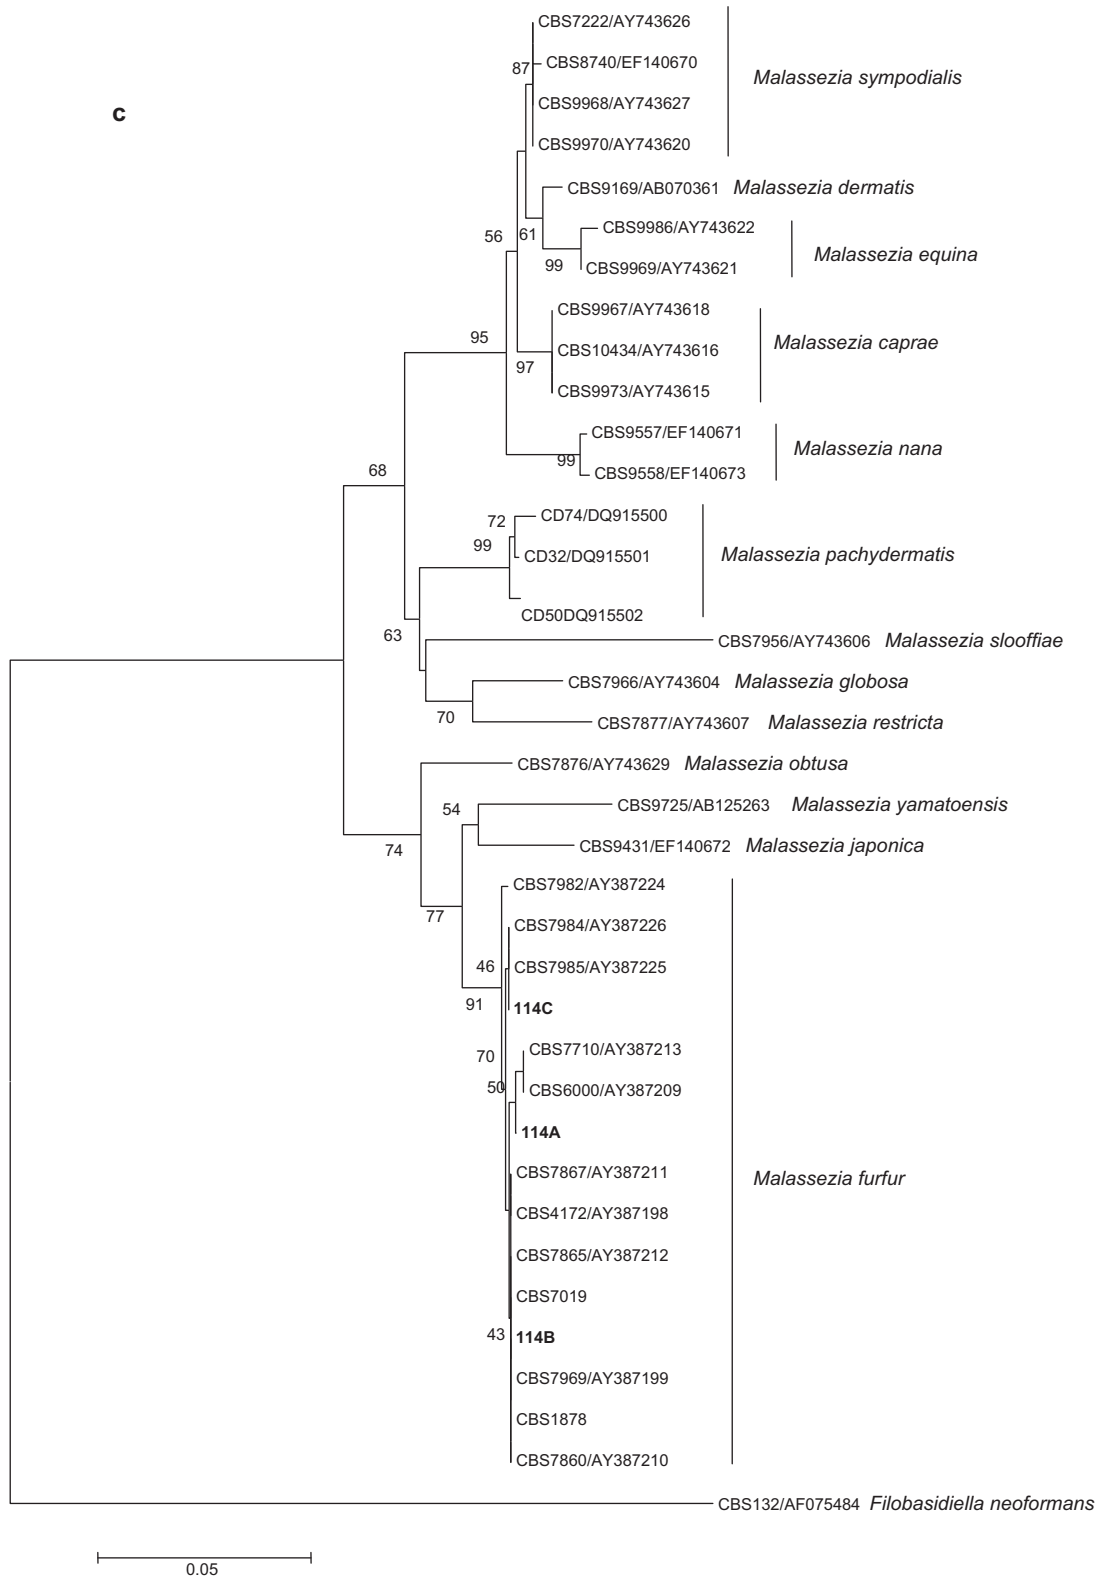 CBS7222/AY743626
87 CBS8740/EF140670
Malassezia sympodialis
CBS9968/AY743627
c
CBS9970/AY743620
CBS9169/AB070361 Malassezia dermatis
CBS9986/AY743622
56 61
Malassezia equina
99 CBS9969/AY743621
CBS9967/AY743618
95
Malassezia caprae
CBS10434/AY743616
97
CBS9973/AY743615
CBS9557/EF140671
Malassezia nana
99
68 CBS9558/EF140673
72 CD74/DQ915500
99
CD32/DQ915501 Malassezia pachydermatis
CD50DQ915502
63
CBS7956/AY743606 Malassezia slooffiae
CBS7966/AY743604 Malassezia globosa
70
CBS7877/AY743607 Malassezia restricta
CBS7876/AY743629 Malassezia obtusa
54 CBS9725/AB125263 Malassezia yamatoensis
74 CBS9431/EF140672 Malassezia japonica
CBS7982/AY387224
77
CBS7984/AY387226
46 CBS7985/AY387225
91 114C
70 CBS7710/AY387213
50 CBS6000/AY387209
114A
CBS7867/AY387211
Malassezia furfur
CBS4172/AY387198
CBS7865/AY387212
CBS7019
43 114B
CBS7969/AY387199
CBS1878
CBS7860/AY387210
CBS132/AF075484 Filobasidiella neoformans
0.05